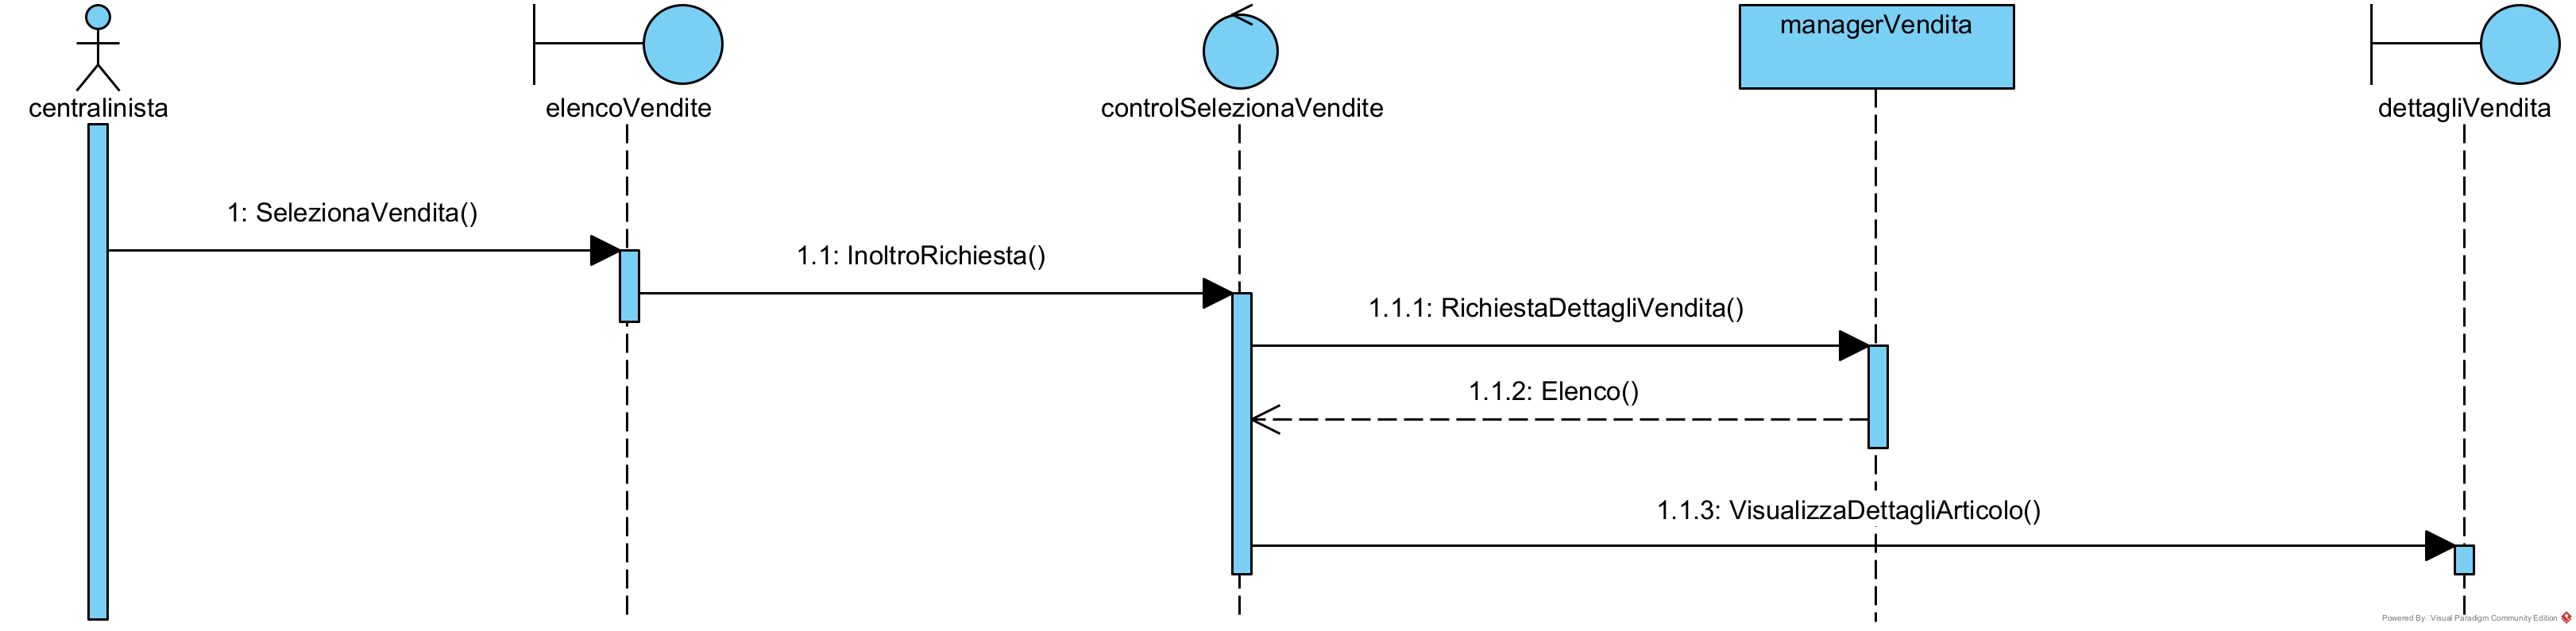 managerVendita
centralinista
elencoVendite
controlSelezionaVendite
dettagliVendita
1: SelezionaVendita()
1.1: InoltroRichiesta()
1.1.1: RichiestaDettagliVendita()
1.1.2: Elenco()
1.1.3: VisualizzaDettagliArticolo()
Powered By Visual Paradigm Community Edition